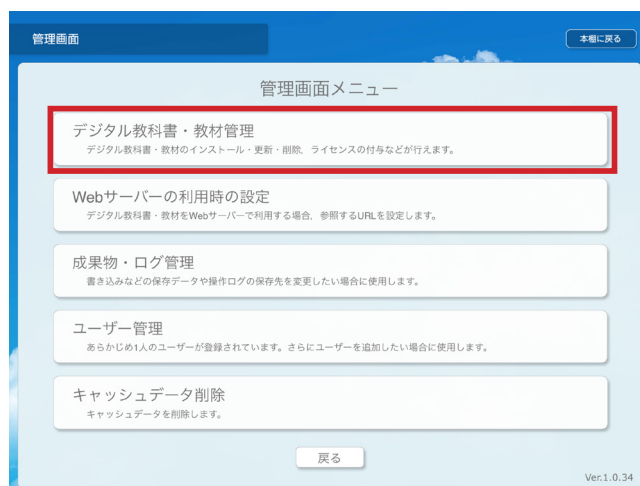 管理画面
本棚に戻る
管理画面メニュー
デジタル教科書・教材管理
デジタル教科書・教材のインストール・更新・削除、ライセンスの付与などが行えます。
Webサーバーの利用時の設定
デジタル教科書・教材をWebサーバーで利用する場合、参照するURLを設定します。
成果物・ログ管理
書き込みなどの保存データや操作ログの保存先を変更したい場合に使用します。
ユーザー管理
あらかじめ1人のユーザーが登録されています。さらにユーザーを追加したい場合に使用します。
キャッシュデータ削除
キャッシュデータを削除します。
戻る
Ver.1.0.34